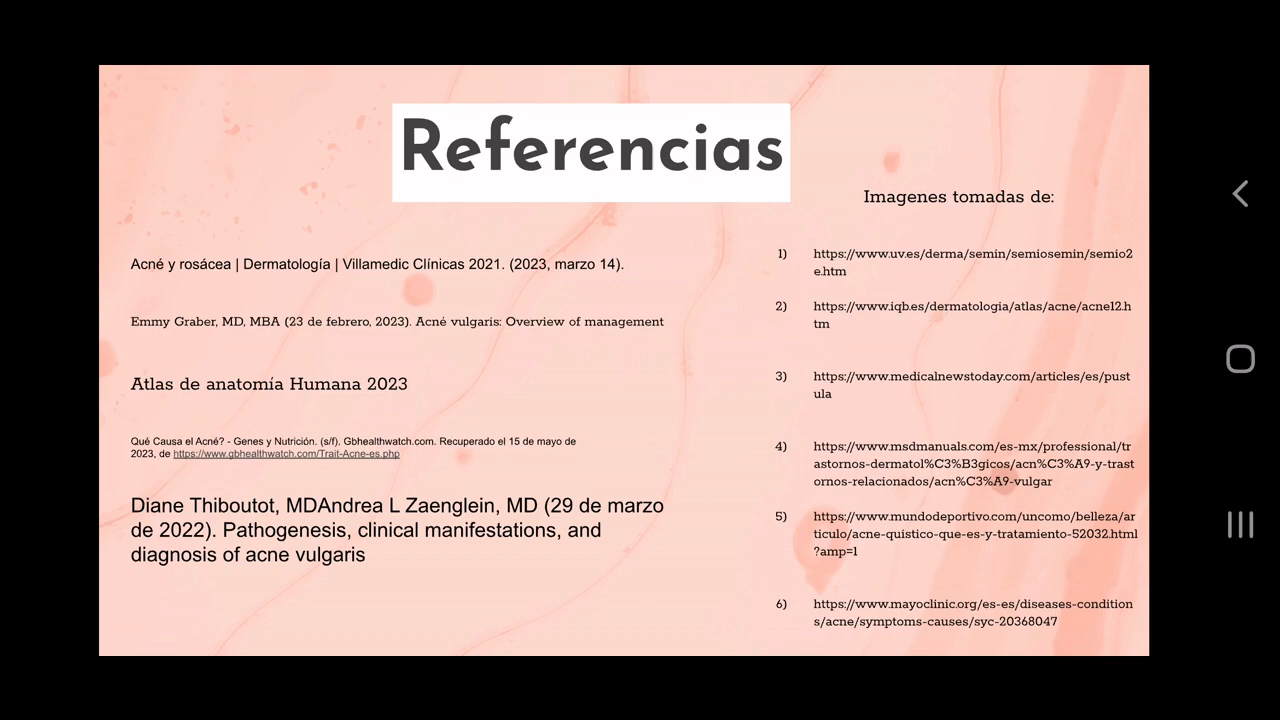 Referencias
Acné y rosácea | Dermatología | Villamedic Clínicas 2021. (2023, marzo 14).
Emmy Graber, MD, MBA (23 de febrero, 2023). Acné vulgaris: Overview of management
Atlas de anatomía Humana 2023
Qué Causa el Acné? - Genes y Nutrición. (s/f). Gbhealthwatch.com. Recuperado el 15 de mayo de
2023, de https://www.gbhealthwatch.com/Trait-Acne-es.php
Diane Thiboutot, MDAndrea L Zaenglein, MD (29 de marzo
de 2022). Pathogenesis, clinical manifestations, and
diagnosis of acne vulgaris
Imagenes tomadas de:
1) https://www.uv.es/derma/semin/semiosemin/semio2
e.htm
2) https://www.iqb.es/dermatologia/atlas/acne/acne12.h
tm
3) https://www.medicalnewstoday.com/articles/es/pust
ula
4) https://www.msdmanuals.com/es-mx/professional/tr
astornos-dermatol%C3%B3gicos/acn%C3%A9-y-trast
ornos-relacionados/acn%C3%A9-vulgar
5) https://www.mundodeportivo.com/uncomo/belleza/ar
ticulo/acne-quistico-que-es-y-tratamiento-52032.html
?amp=1
6) https://www.mayoclinic.org/es-es/diseases-condition
s/acne/symptoms-causes/syc-20368047